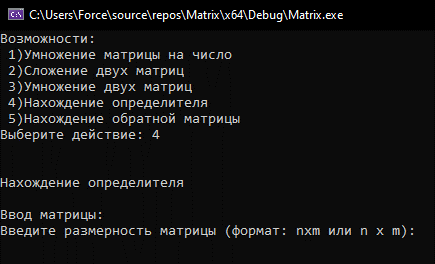 C:\Users\Force\source\repos\Matrix\x64\Debug\Matrix.exe
Возможности:
1)Умножение матрицы на число
2)Сложение двух матриц
3)Умножение двух матриц
4)Нахождение определителя
5)Нахождение обратной матрицы
Выберите действие: 4
Нахождение определителя
Ввод матрицы:
Введите размерность матрицы (формат: nxm или n x m):